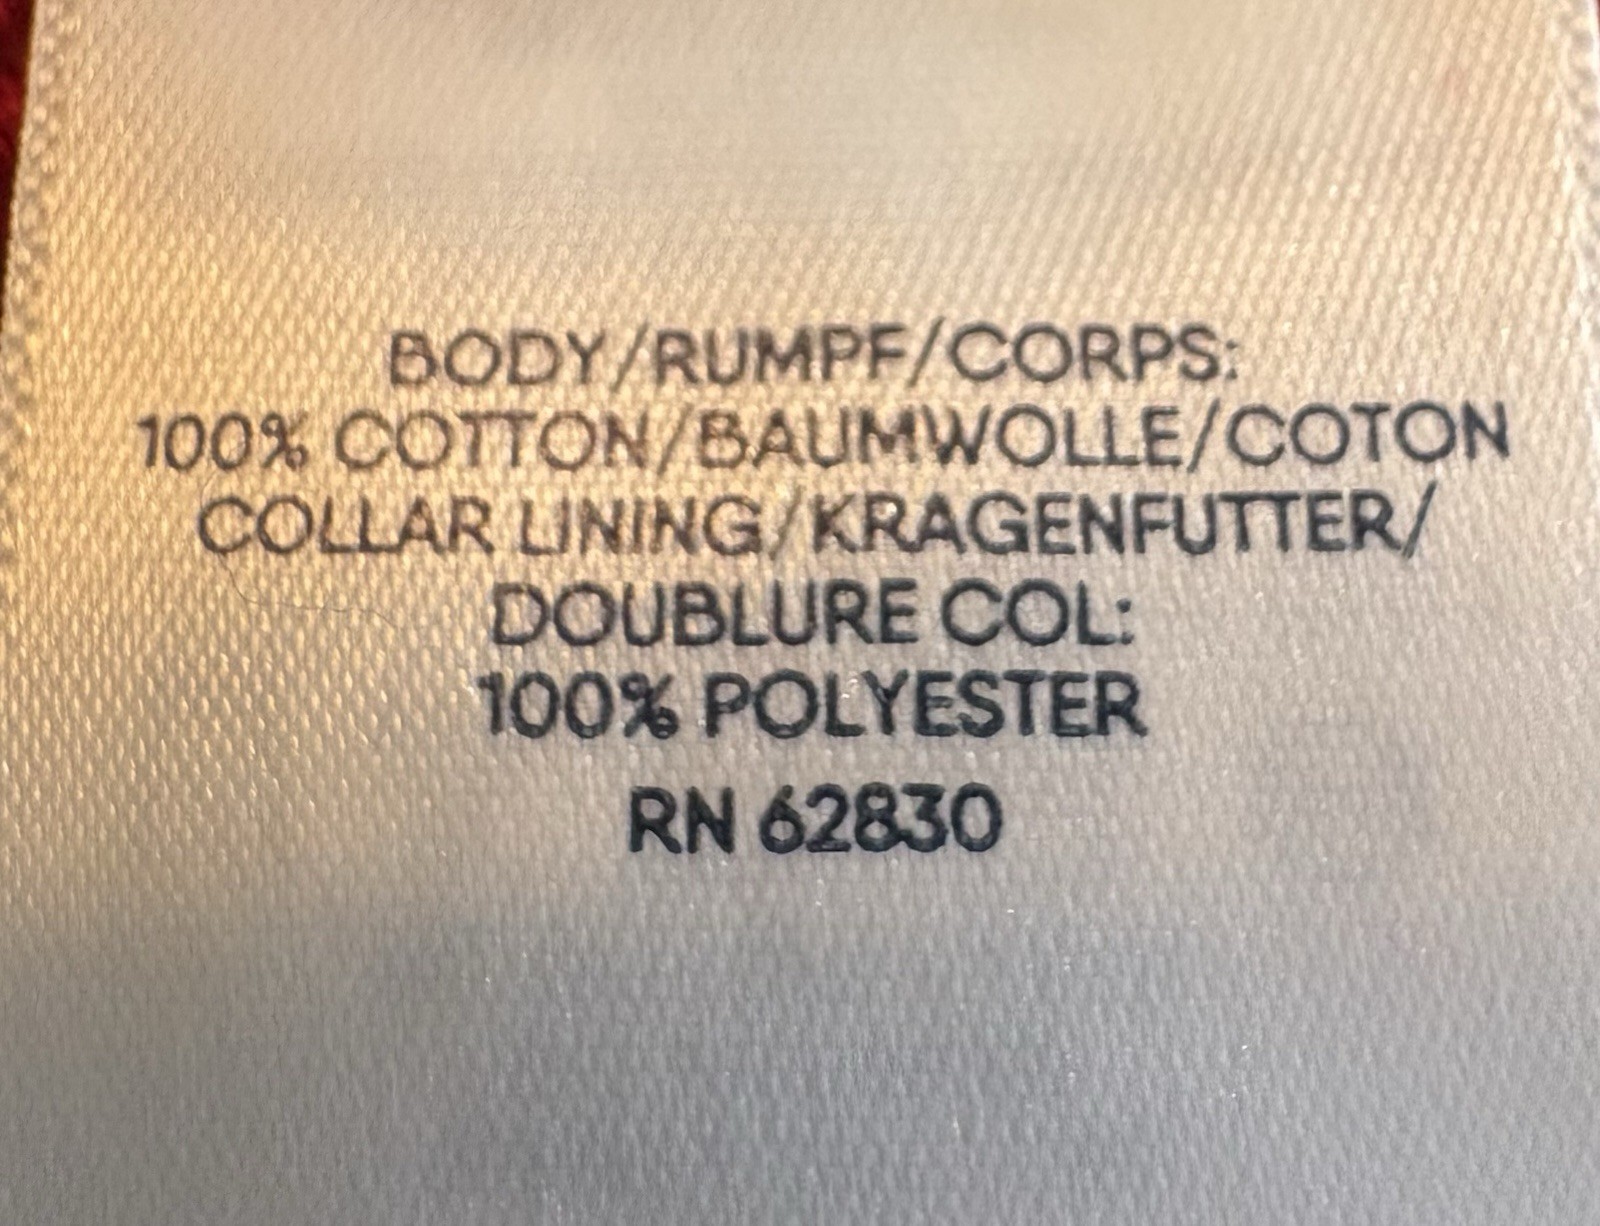 BODY/RUMPF/CORPS:
100% COTTON/BAUMWOLLE/COTON
COLLAR LINING/KRAGENFUTTER/
DOUBLURE COL:
100% POLYESTER
RN 62830